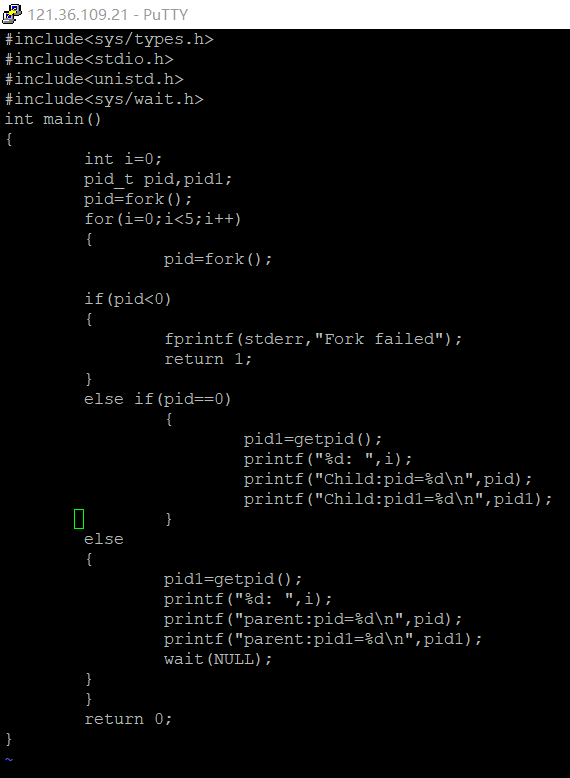 121.36.109.21 - PuTTY
#include<sys/types.h>
#include<stdio.h>
#include<unistd.h>
#include<sys/wait.h>
int main()
{
        int i=0;
        pid_t pid,pid1;
        pid=fork();
        for(i=0;i<5;i++)
        {
                pid=fork();

        if(pid<0)
        {
                fprintf(stderr,"Fork failed");
                return 1;
        }
        else if(pid==0)
                {
                        pid1=getpid();
                        printf("%d: ",i);
                        printf("Child:pid=%d\n",pid);
                        printf("Child:pid1=%d\n",pid1);
                }
        else
        {
                pid1=getpid();
                printf("%d: ",i);
                printf("parent:pid=%d\n",pid);
                printf("parent:pid1=%d\n",pid1);
                wait(NULL);
        }
        }
        return 0;
}
~